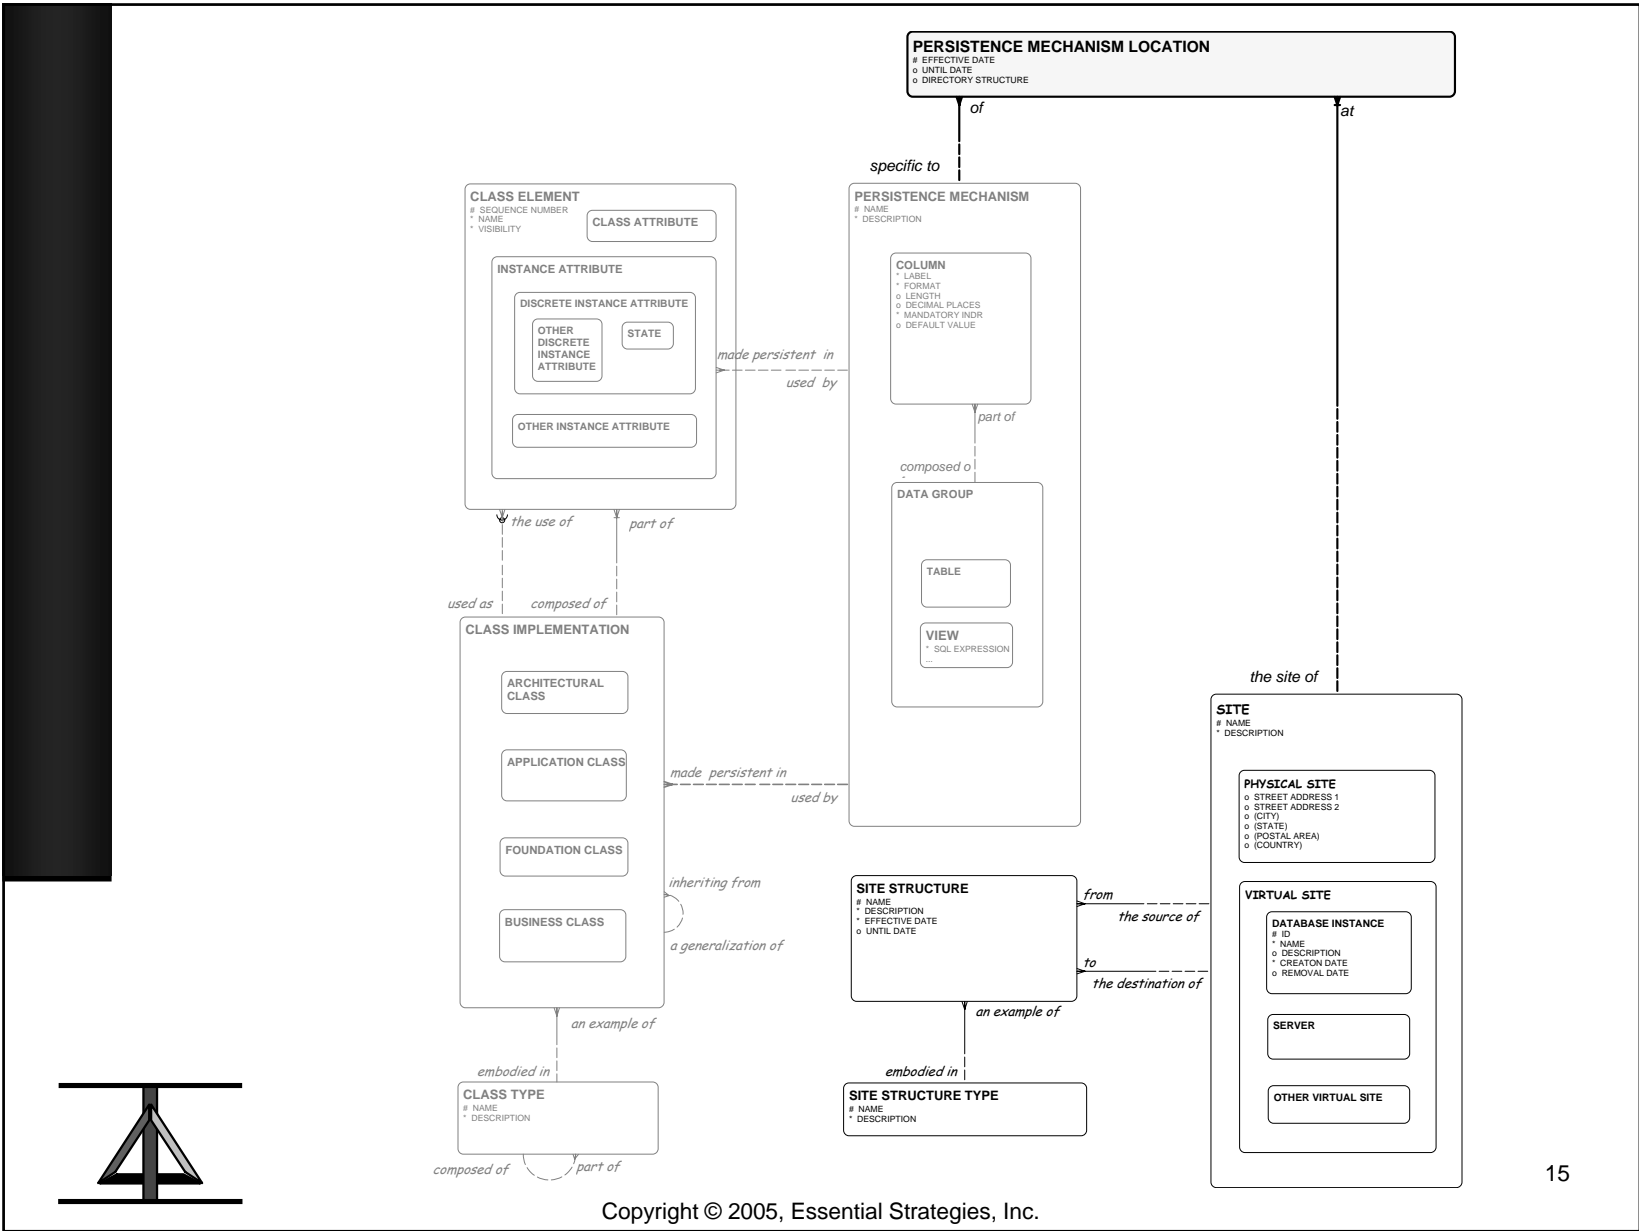 PERSISTENCE MECHANISM LOCATION
# EFFECTIVE DATE
o UNTIL DATE
o DIRECTORY STRUCTURE
of
at
specific to
CLASS ELEMENT
# SEQUENCE NUMBER
* NAME
* VISIBILITY
CLASS ATTRIBUTE
INSTANCE ATTRIBUTE
DISCRETE INSTANCE ATTRIBUTE
OTHER
DISCRETE
INSTANCE
ATTRIBUTE
STATE
OTHER INSTANCE ATTRIBUTE
made persistent in
used by
PERSISTENCE MECHANISM
# NAME
* DESCRIPTION
COLUMN
* LABEL
* FORMAT
o LENGTH
o DECIMAL PLACES
* MANDATORY INDR
o DEFAULT VALUE
part of
composed o
DATA GROUP
TABLE
VIEW
* SQL EXPRESSION
...
the use of
part of
used as
composed of
CLASS IMPLEMENTATION
ARCHITECTURAL
CLASS
APPLICATION CLASS
FOUNDATION CLASS
BUSINESS CLASS
made persistent in
used by
inheriting from
a generalization of
an example of
embodied in
CLASS TYPE
# NAME
* DESCRIPTION
composed of
part of
the site of
SITE
# NAME
* DESCRIPTION
PHYSICAL SITE
o STREET ADDRESS 1
o STREET ADDRESS 2
o (CITY)
o (STATE)
o (POSTAL AREA)
o (COUNTRY)
VIRTUAL SITE
DATABASE INSTANCE
# ID
* NAME
o DESCRIPTION
* CREATON DATE
o REMOVAL DATE
SERVER
OTHER VIRTUAL SITE
SITE STRUCTURE
# NAME
* DESCRIPTION
* EFFECTIVE DATE
o UNTIL DATE
from
the source of
to
the destination of
an example of
embodied in
SITE STRUCTURE TYPE
# NAME
* DESCRIPTION
15
Copyright © 2005, Essential Strategies, Inc.